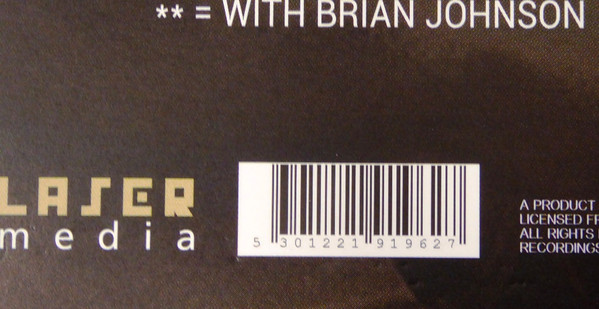 ** = WITH BRIAN JOHNSON
LASER
media
5 301221 919627
A PRODUCT
LICENSED FR
ALL RIGHTS
RECORDINGS